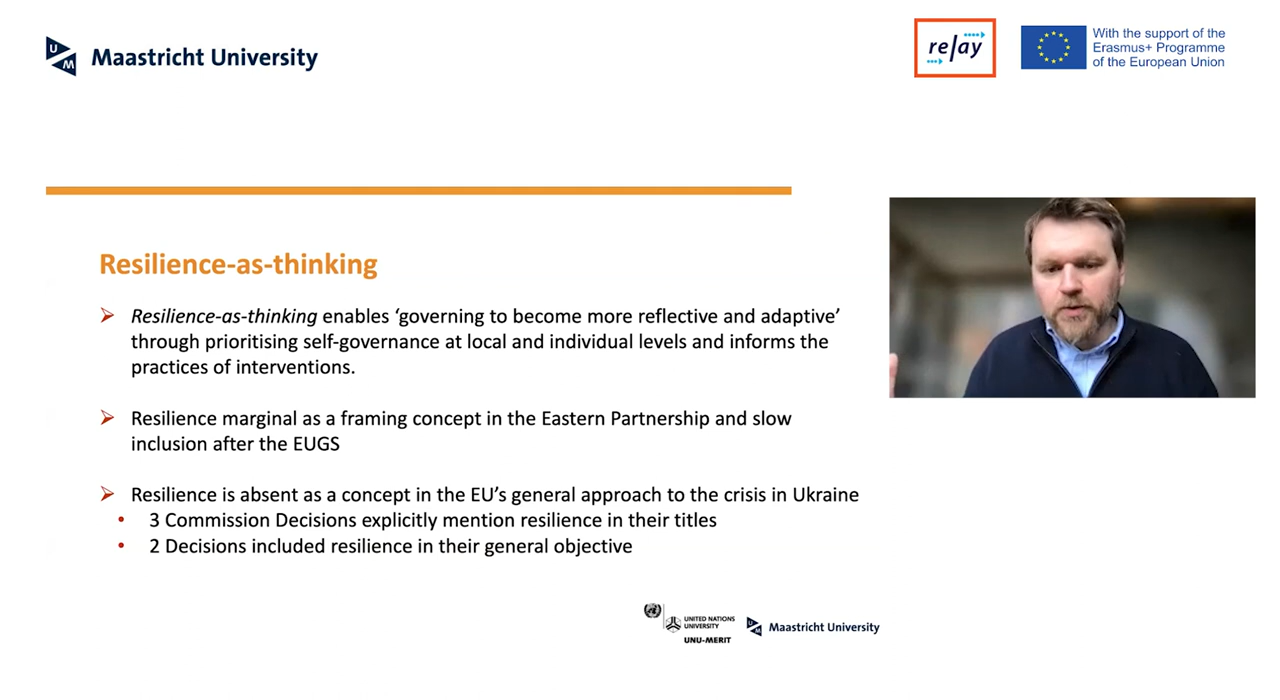 UM Maastricht University
relay
With the support of the
Erasmus+ Programme
of the European Union
Resilience-as-thinking
➢ Resilience-as-thinking enables ‘governing to become more reflective and adaptive’
through prioritising self-governance at local and individual levels and informs the
practices of interventions.
➢ Resilience marginal as a framing concept in the Eastern Partnership and slow
inclusion after the EUGS
➢ Resilience is absent as a concept in the EU’s general approach to the crisis in Ukraine
• 3 Commission Decisions explicitly mention resilience in their titles
• 2 Decisions included resilience in their general objective
UNITED NATIONS
UNIVERSITY
UNU-MERIT
UM Maastricht University